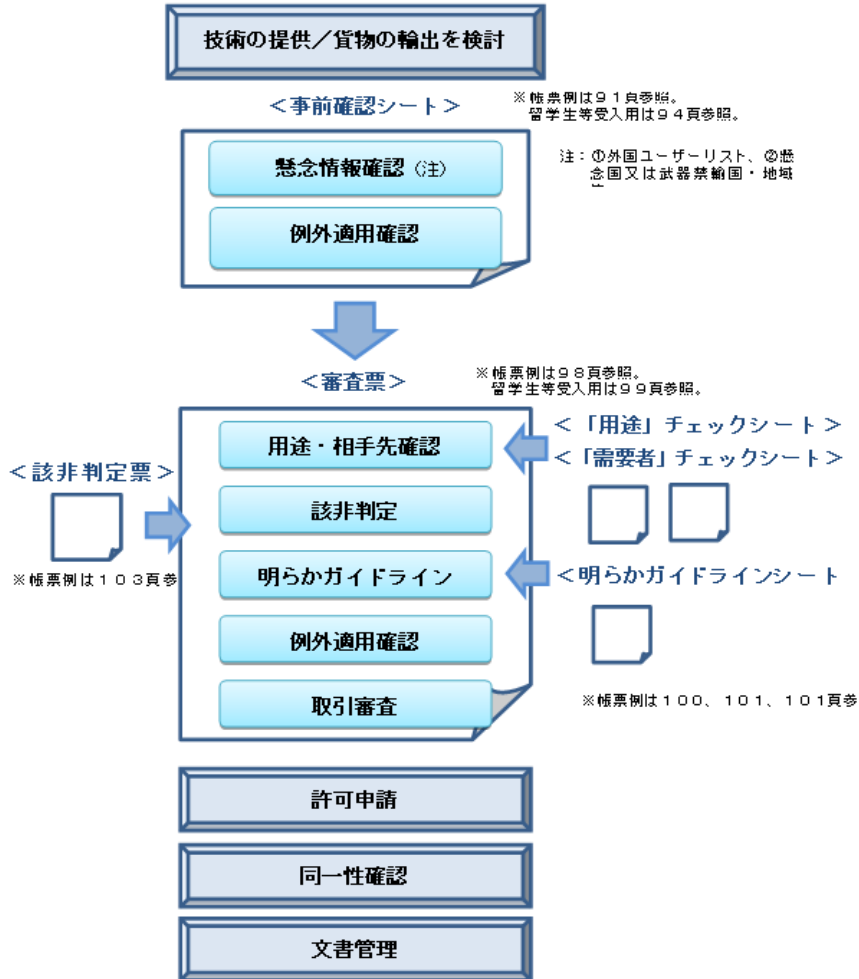 技術の提供／貨物の輸出を検討
＜事前確認シート＞
※帳票例は９１頁参照。
留学生等受入用は９４頁参照。
懸念情報確認（注）
注：①外国ユーザーリスト、②懸
念国又は武器禁輸国・地域
例外適用確認
＜審査票＞
※帳票例は９８頁参照。
留学生等受入用は９９頁参照。
用途・相手先確認
＜「用途」チェックシート＞
＜「需要者」チェックシート＞
＜該非判定票＞
該非判定
※帳票例は１０３頁参
明らかガイドライン
＜明らかガイドラインシート
例外適用確認
取引審査
※帳票例は１００、１０１、１０１頁参
許可申請
同一性確認
文書管理